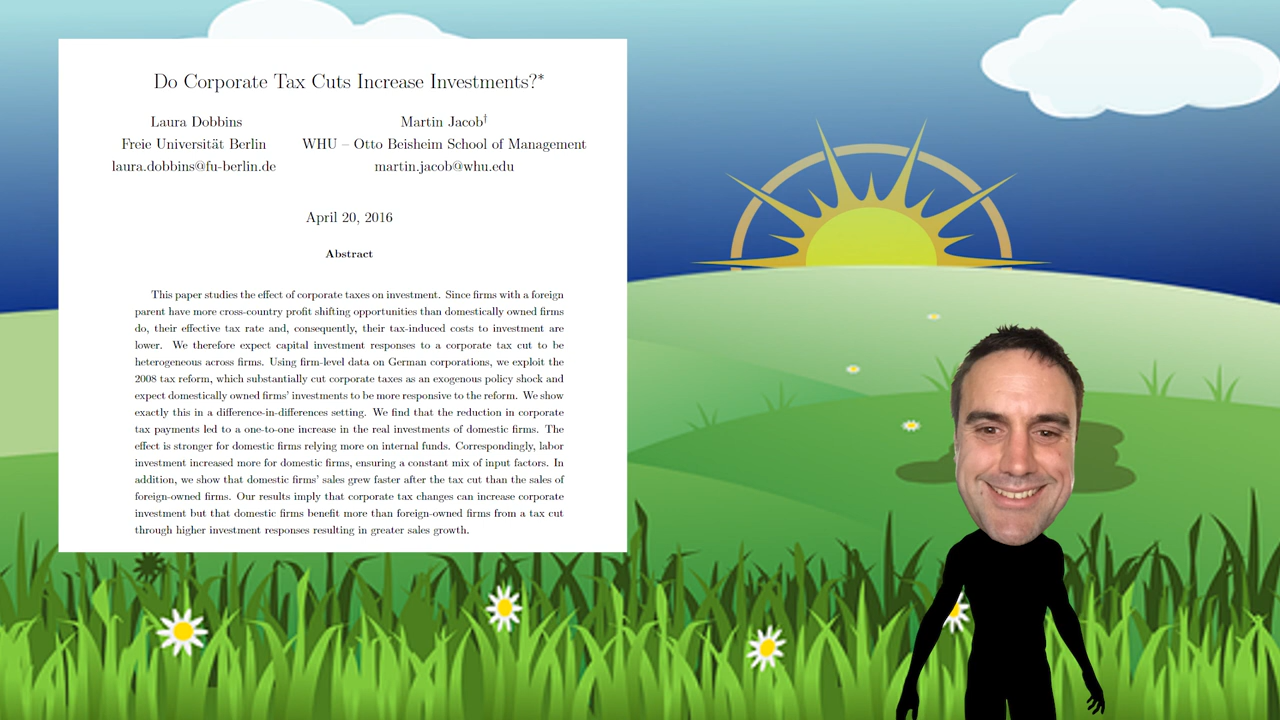 Do Corporate Tax Cuts Increase Investments?*
Laura Dobbins
Freie Universität Berlin
laura.dobbins@fu-berlin.de
Martin Jacob†
WHU – Otto Beisheim School of Management
martin.jacob@whu.edu
April 20, 2016
Abstract
This paper studies the effect of corporate taxes on investment. Since firms with a foreign
parent have more cross-country profit shifting opportunities than domestically owned firms
do, their effective tax rate and, consequently, their tax-induced costs to investment are
lower. We therefore expect capital investment responses to a corporate tax cut to be
heterogeneous across firms. Using firm-level data on German corporations, we exploit the
2008 tax reform, which substantially cut corporate taxes as an exogenous policy shock and
expect domestically owned firms' investments to be more responsive to the reform. We show
exactly this in a difference-in-differences setting. We find that the reduction in corporate
tax payments led to a one-to-one increase in the real investments of domestic firms. The
effect is stronger for domestic firms relying more on internal funds. Correspondingly, labor
investment increased more for domestic firms, ensuring a constant mix of input factors. In
addition, we show that domestic firms' sales grew faster after the tax cut than the sales of
foreign-owned firms. Our results imply that corporate tax changes can increase corporate
investment but that domestic firms benefit more than foreign-owned firms from a tax cut
through higher investment responses resulting in greater sales growth.